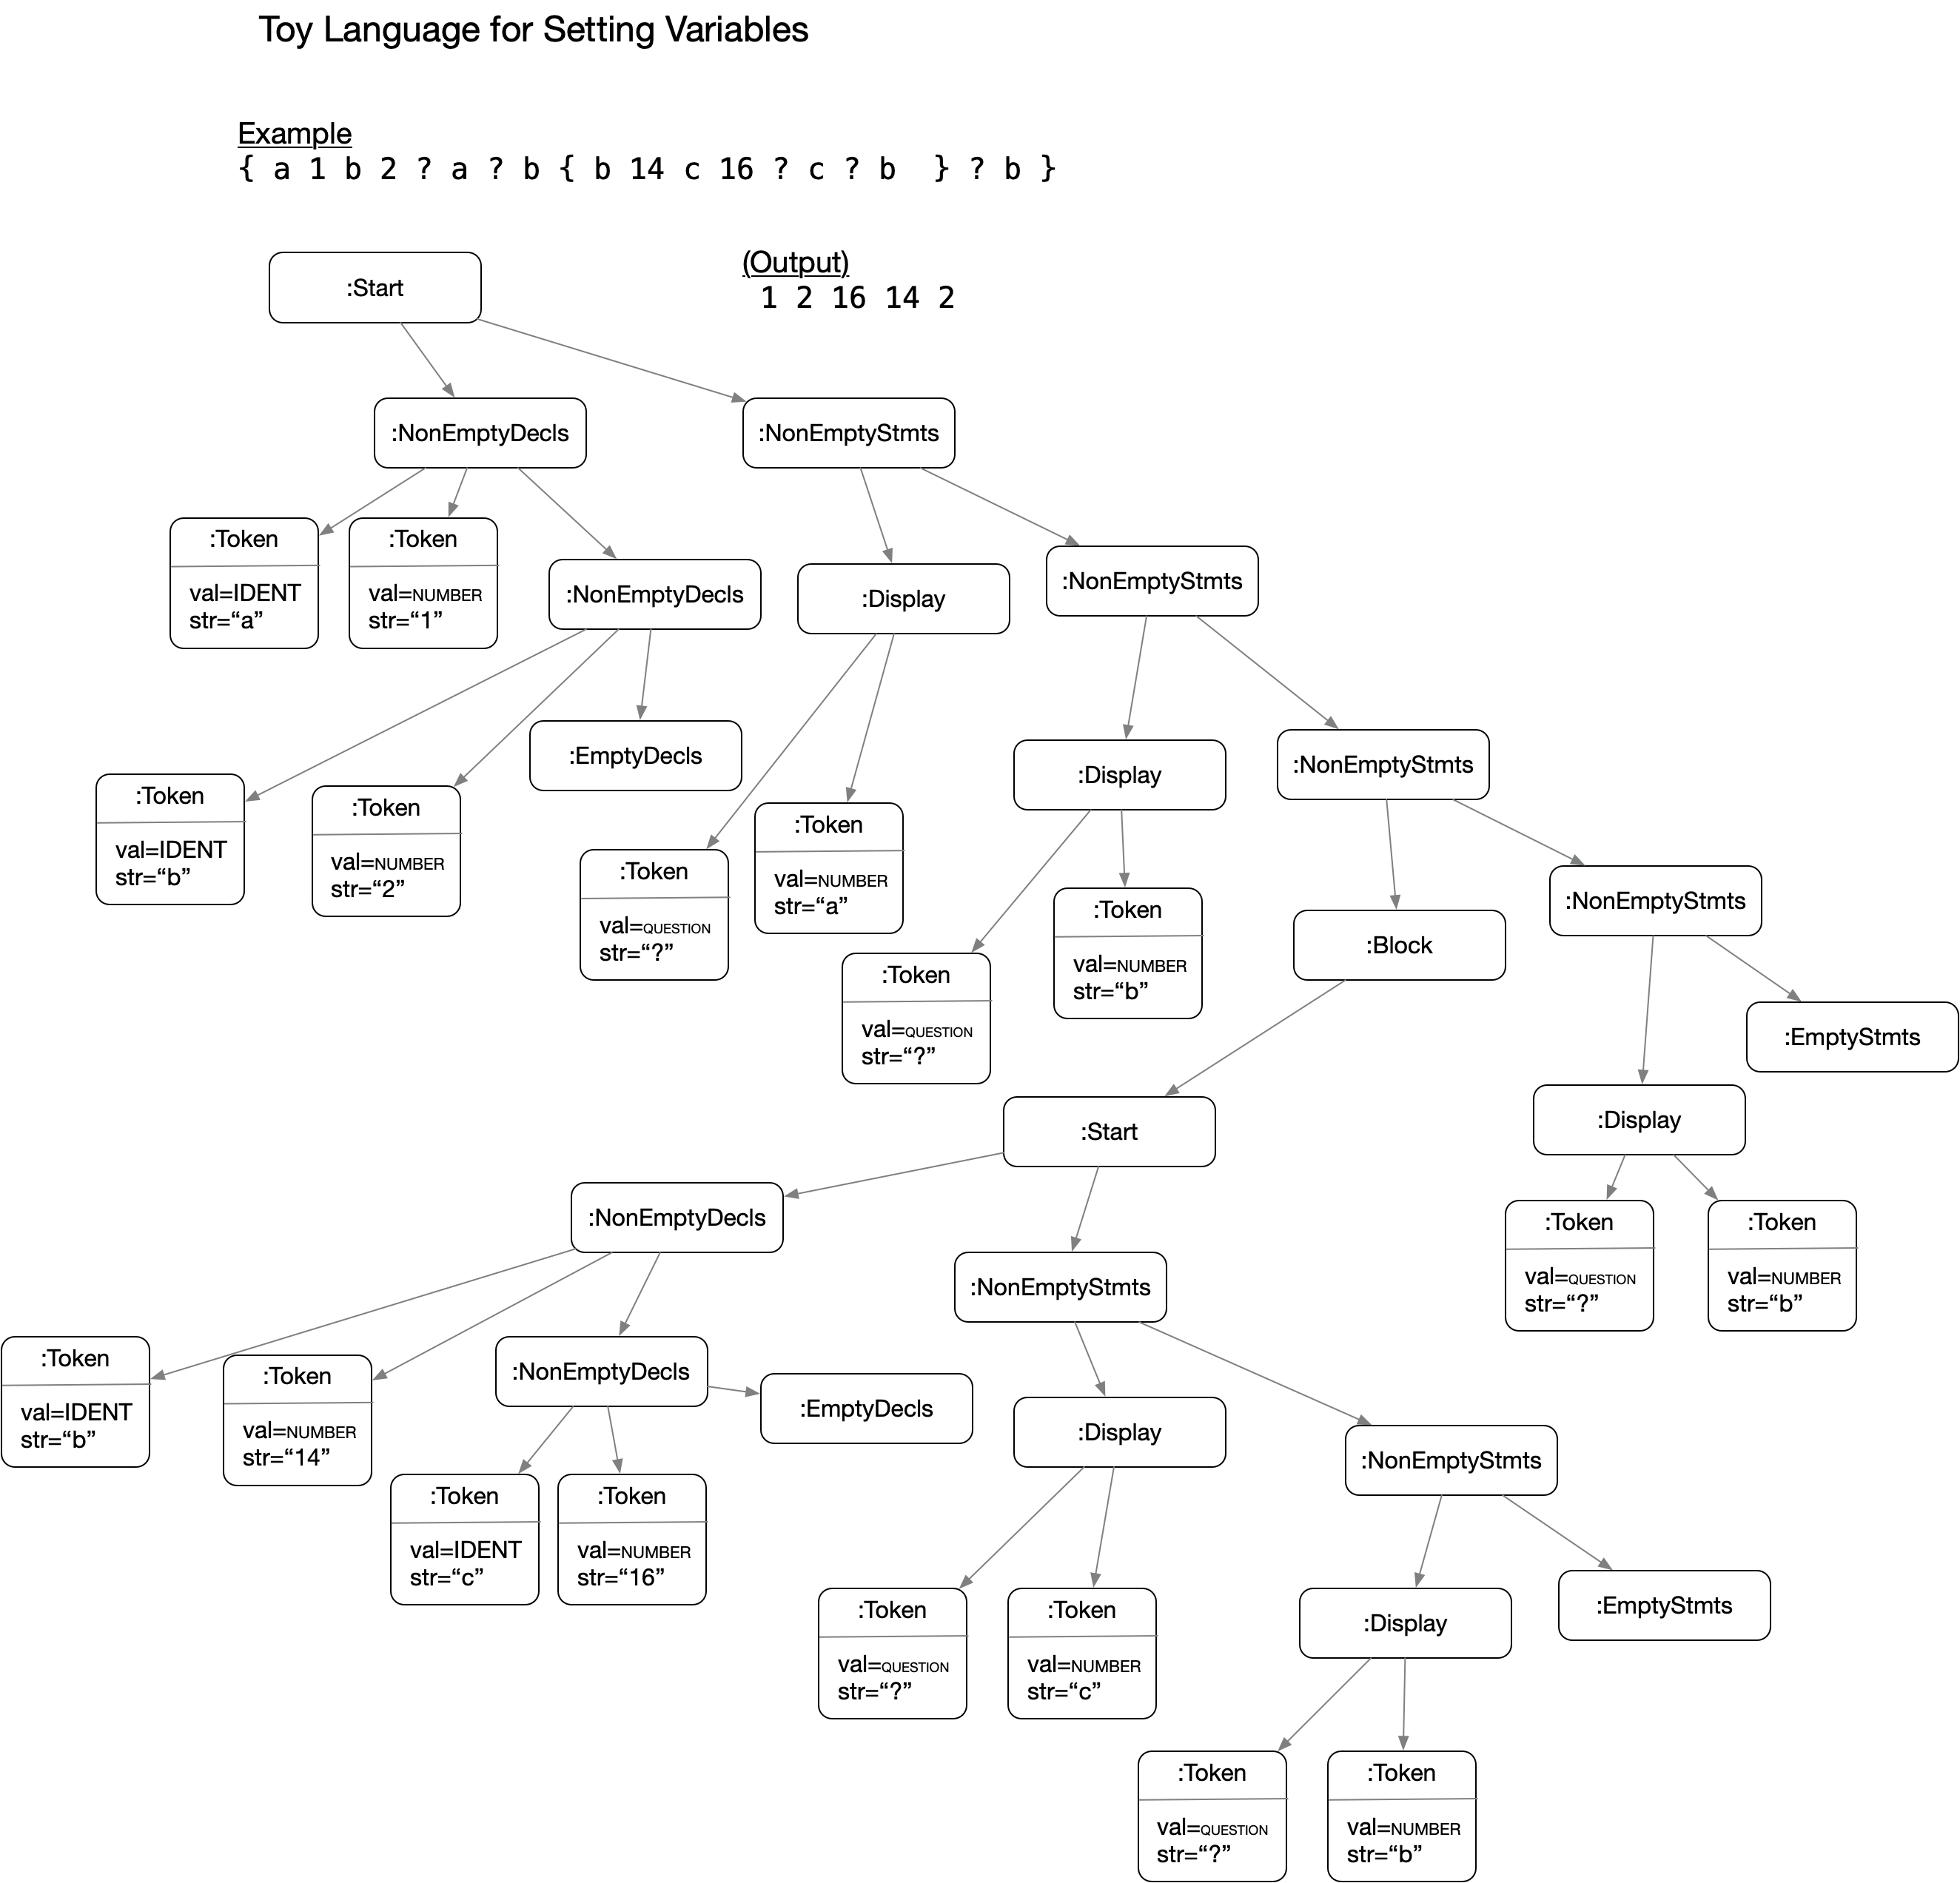 Toy Language for Setting Variables
Example
{ a 1 b 2 ? a ? b { b 14 c 16 ? c ? b  } ? b }
(Output)
1 2 16 14 2
:Start
:NonEmptyDecls
:NonEmptyStmts
:Token
val=IDENT
str=“a”
:Token
val=NUMBER
str=“1”
:NonEmptyDecls
:Display
:NonEmptyStmts
:Token
val=IDENT
str=“b”
:Token
val=NUMBER
str=“2”
:EmptyDecls
:Token
val=QUESTION
str=“?”
:Token
val=NUMBER
str=“a”
:Display
:NonEmptyStmts
:Token
val=QUESTION
str=“?”
:Token
val=NUMBER
str=“b”
:Block
:NonEmptyStmts
:EmptyStmts
:Start
:Display
:Token
val=QUESTION
str=“?”
:Token
val=NUMBER
str=“b”
:NonEmptyDecls
:NonEmptyStmts
:Token
val=IDENT
str=“b”
:Token
val=NUMBER
str=“14”
:NonEmptyDecls
:EmptyDecls
:Token
val=IDENT
str=“c”
:Token
val=NUMBER
str=“16”
:Display
:NonEmptyStmts
:Token
val=QUESTION
str=“?”
:Token
val=NUMBER
str=“c”
:Display
:EmptyStmts
:Token
val=QUESTION
str=“?”
:Token
val=NUMBER
str=“b”